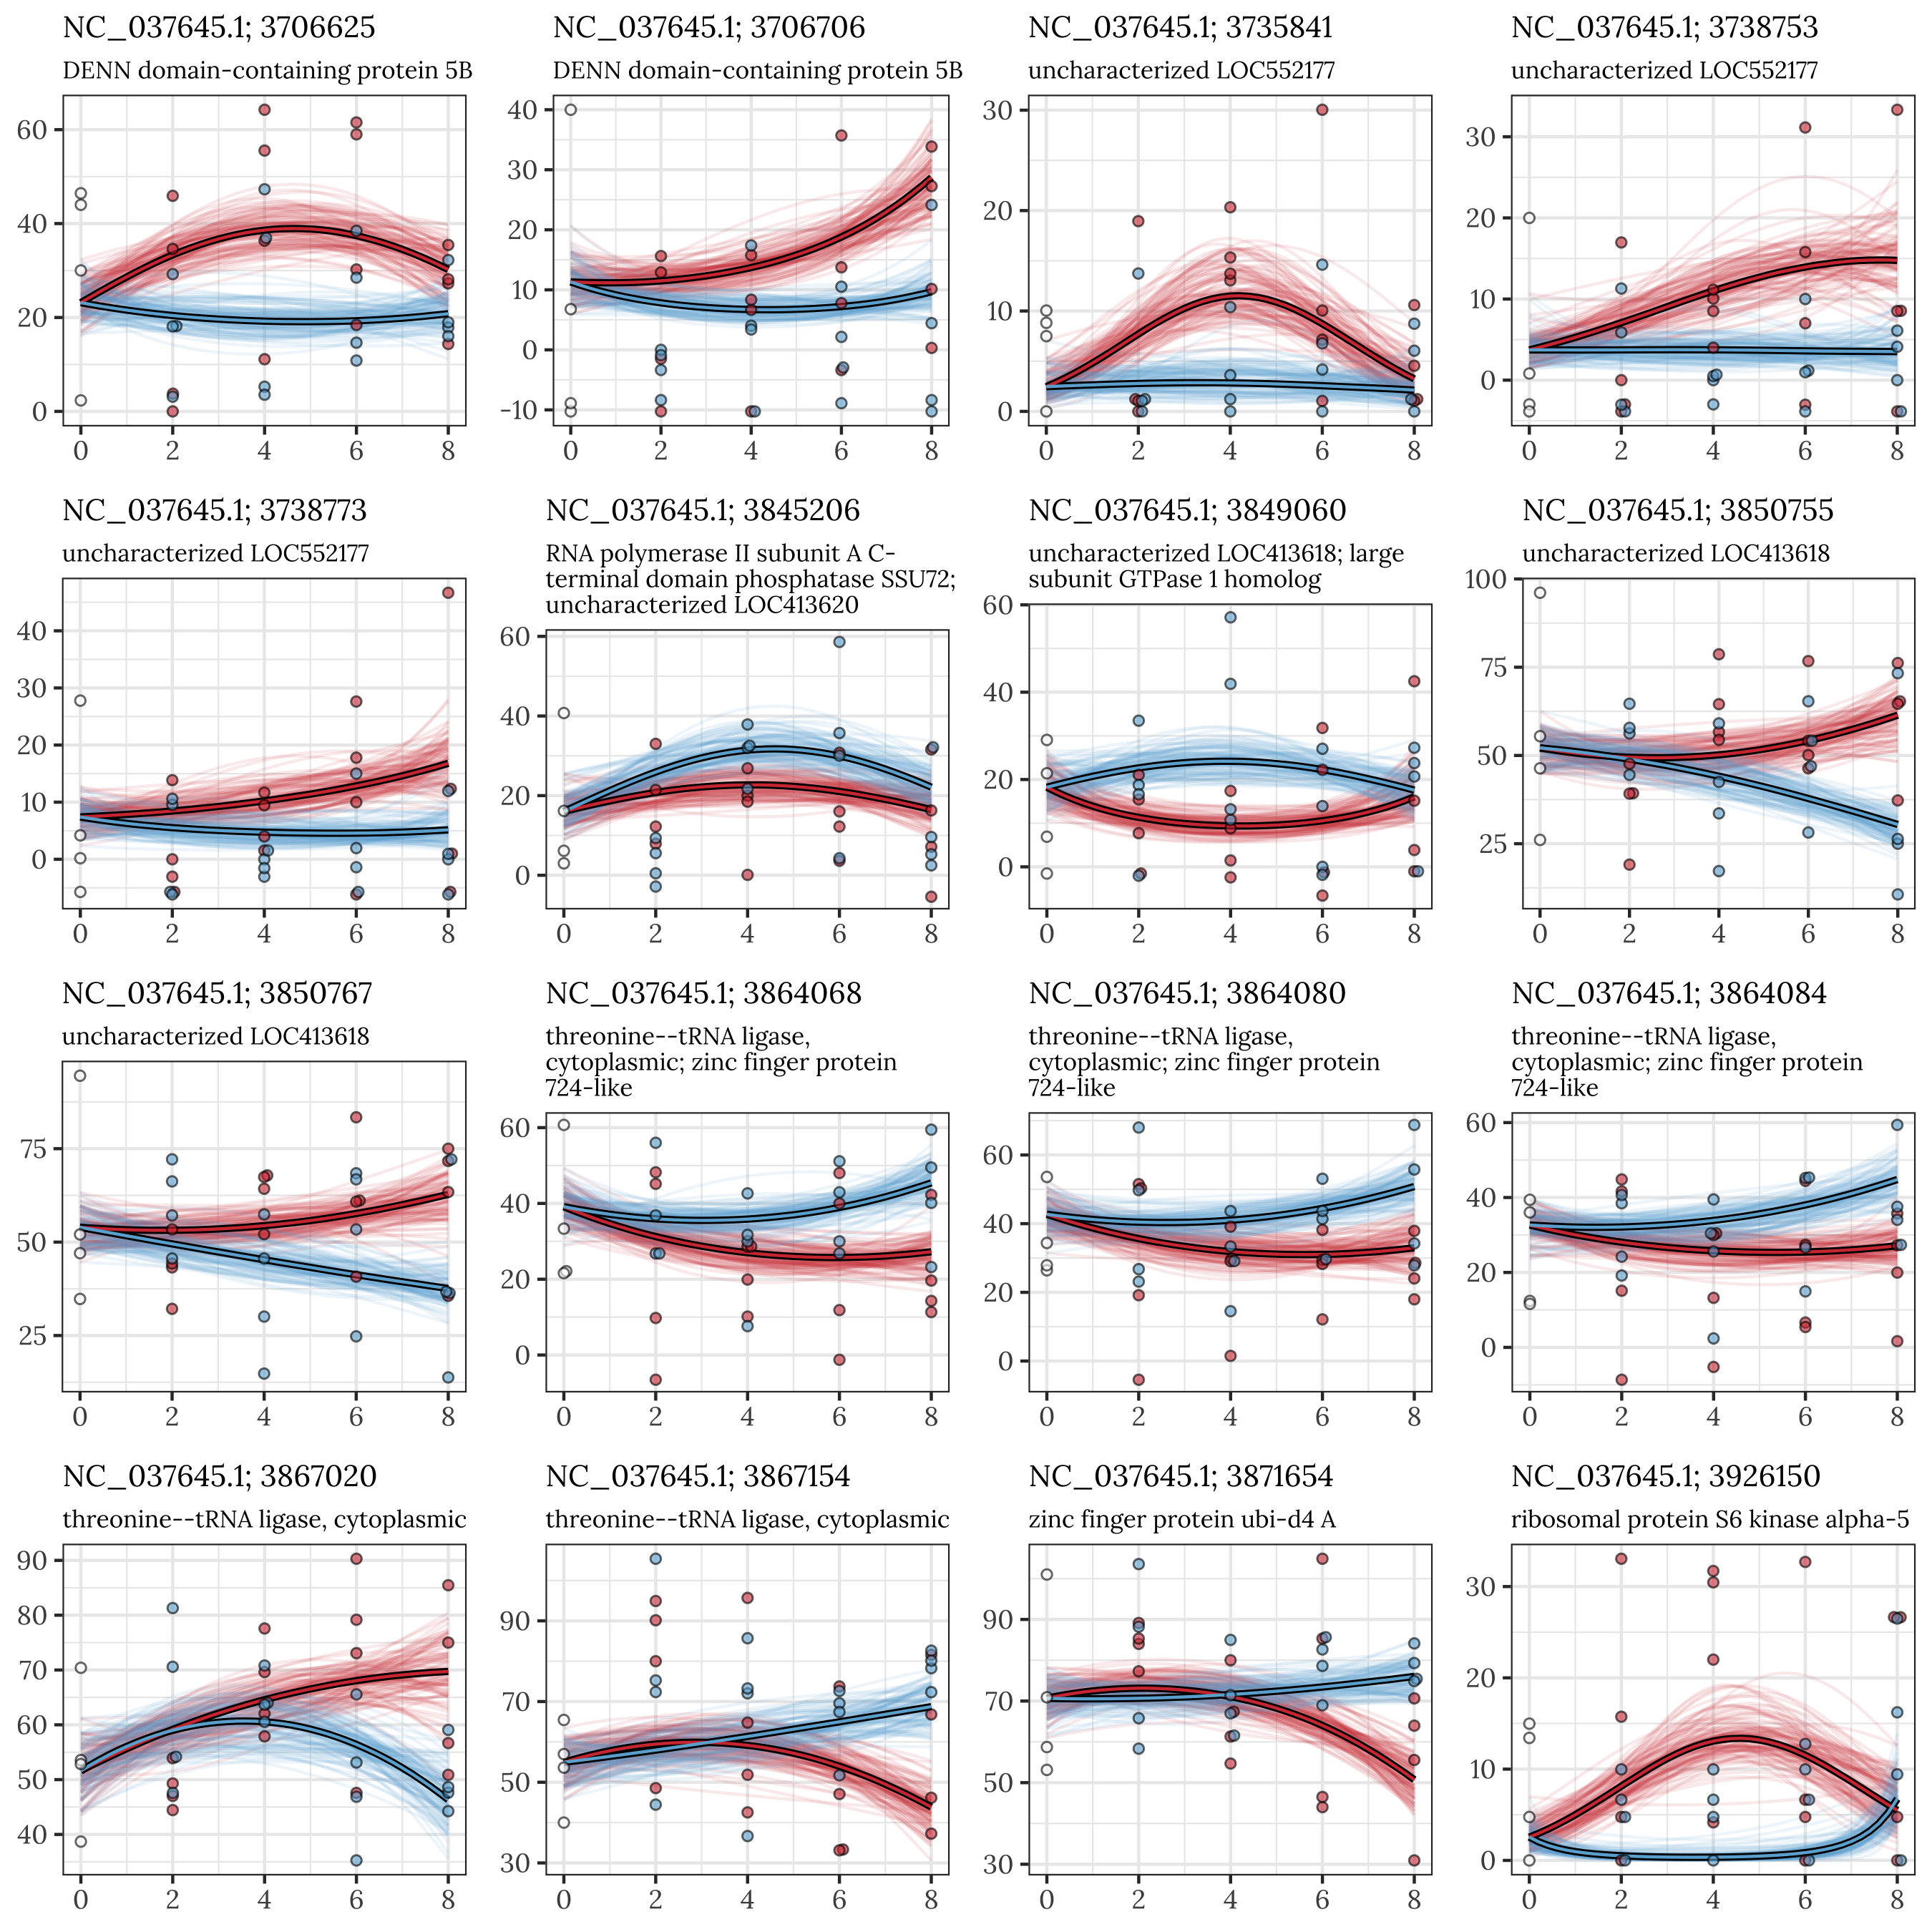 NC_037645.1; 3706625
DENN domain-containing protein 5B
60
40
20
0
0 2 4 6 8
NC_037645.1; 3706706
DENN domain-containing protein 5B
40
30
20
10
0
-10
0 2 4 6 8
NC_037645.1; 3735841
uncharacterized LOC552177
30
20
10
0
0 2 4 6 8
NC_037645.1; 3738753
uncharacterized LOC552177
30
20
10
0
0 2 4 6 8
NC_037645.1; 3738773
uncharacterized LOC552177
40
30
20
10
0
0 2 4 6 8
NC_037645.1; 3845206
RNA polymerase II subunit A C-
terminal domain phosphatase SSU72;
uncharacterized LOC413620
60
40
20
0
0 2 4 6 8
NC_037645.1; 3849060
uncharacterized LOC413618; large
subunit GTPase 1 homolog
60
40
20
0
0 2 4 6 8
NC_037645.1; 3850755
uncharacterized LOC413618
100
75
50
25
0 2 4 6 8
NC_037645.1; 3850767
uncharacterized LOC413618
75
50
25
0 2 4 6 8
NC_037645.1; 3864068
threonine--tRNA ligase,
cytoplasmic; zinc finger protein
724-like
60
40
20
0
0 2 4 6 8
NC_037645.1; 3864080
threonine--tRNA ligase,
cytoplasmic; zinc finger protein
724-like
60
40
20
0
0 2 4 6 8
NC_037645.1; 3864084
threonine--tRNA ligase,
cytoplasmic; zinc finger protein
724-like
60
40
20
0
0 2 4 6 8
NC_037645.1; 3867020
threonine--tRNA ligase, cytoplasmic
90
80
70
60
50
40
0 2 4 6 8
NC_037645.1; 3867154
threonine--tRNA ligase, cytoplasmic
90
70
50
30
0 2 4 6 8
NC_037645.1; 3871654
zinc finger protein ubi-d4 A
90
70
50
30
0 2 4 6 8
NC_037645.1; 3926150
ribosomal protein S6 kinase alpha-5
30
20
10
0
0 2 4 6 8